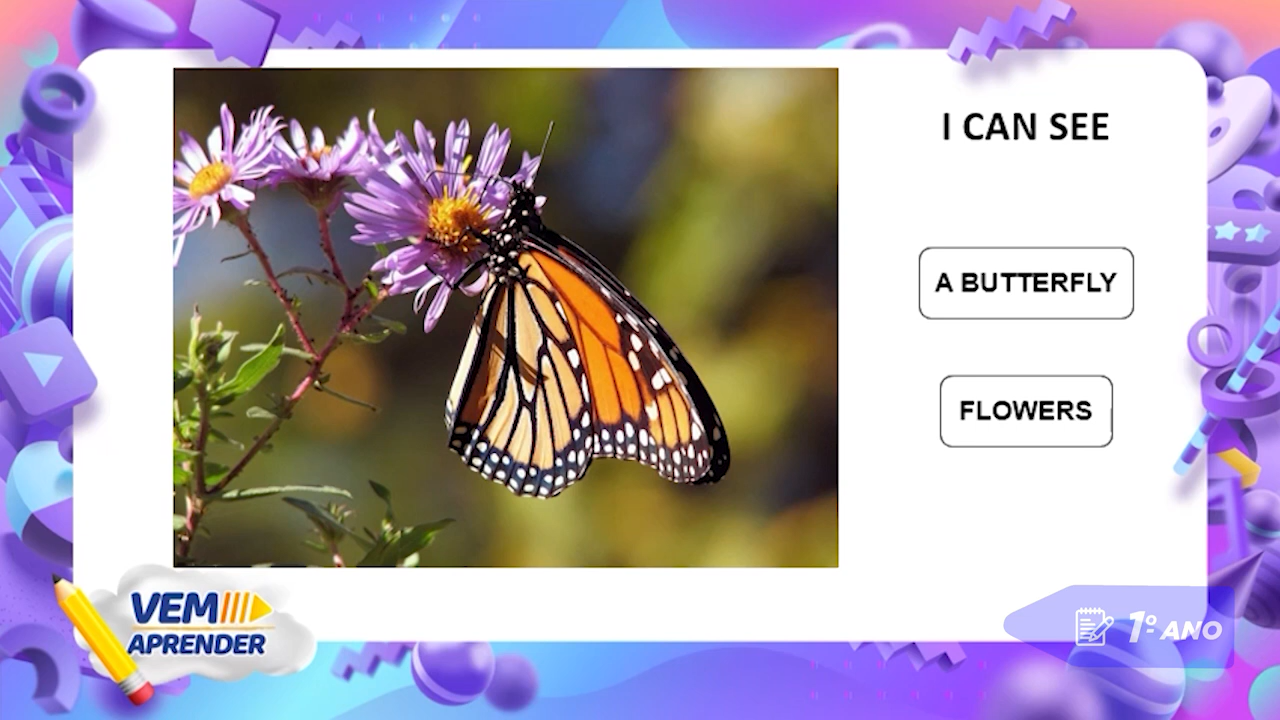 I CAN SEE
A BUTTERFLY
FLOWERS
VEM
APRENDER
1º ANO